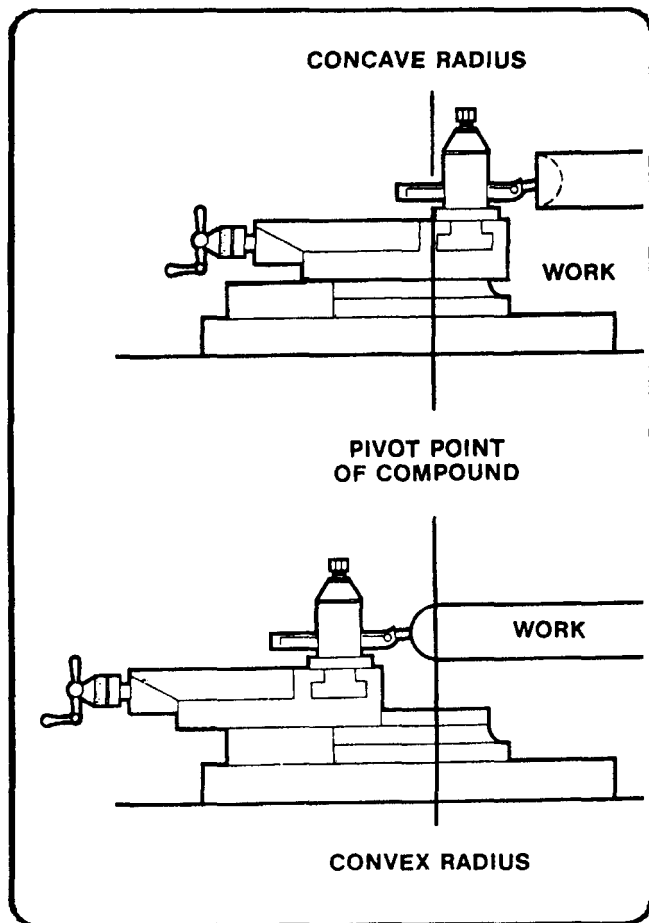 CONCAVE RADIUS
WORK
PIVOT POINT
OF COMPOUND
WORK
CONVEX RADIUS